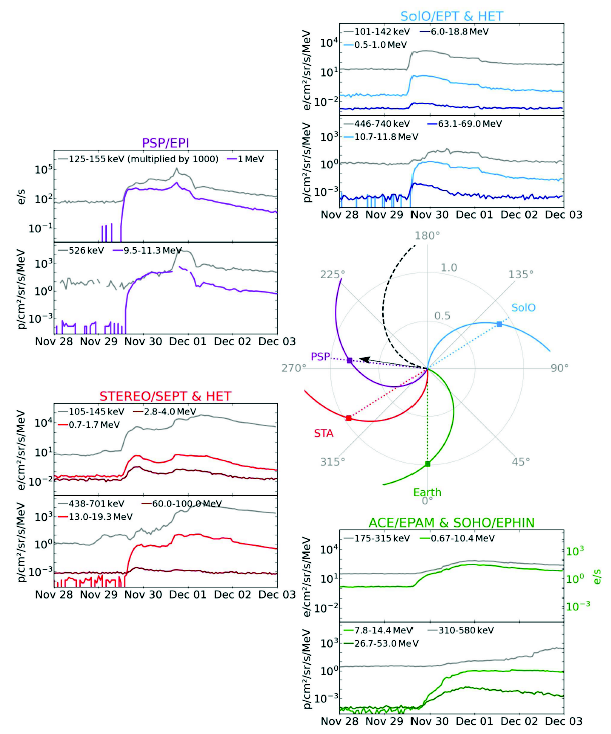 SolO/EPT & HET
e/cm²/sr/s/MeV
10⁴
10¹
10⁻²
101-142 keV
6.0-18.8 MeV
0.5-1.0 MeV
p/cm²/sr/s/MeV
10³
10⁰
10⁻³
446-740 keV
63.1-69.0 MeV
10.7-11.8 MeV
Nov 28 Nov 29 Nov 30 Dec 01 Dec 02 Dec 03
PSP/EPI
e/s
10⁵
10²
10⁻¹
125-155 keV (multiplied by 1000)
1 MeV
p/cm²/sr/s/MeV
10³
10⁰
10⁻³
526 keV
9.5-11.3 MeV
Nov 28 Nov 29 Nov 30 Dec 01 Dec 02 Dec 03
180°
225°
135°
1.0
0.5
SolO
PSP
270°
90°
STA
315°
45°
Earth
0°
STEREO/SEPT & HET
e/cm²/sr/s/MeV
10⁴
10¹
10⁻²
105-145 keV
2.8-4.0 MeV
0.7-1.7 MeV
p/cm²/sr/s/MeV
10³
10⁰
10⁻³
438-701 keV
60.0-100.0 MeV
13.0-19.3 MeV
Nov 28 Nov 29 Nov 30 Dec 01 Dec 02 Dec 03
ACE/EPAM & SOHO/EPHIN
e/cm²/sr/s/MeV
10⁴
10¹
10⁻²
175-315 keV
0.67-10.4 MeV
10³
10⁰
10⁻³
e/s
p/cm²/sr/s/MeV
10³
10⁰
10⁻³
7.8-14.4 MeV
310-580 keV
26.7-53.0 MeV
Nov 28 Nov 29 Nov 30 Dec 01 Dec 02 Dec 03